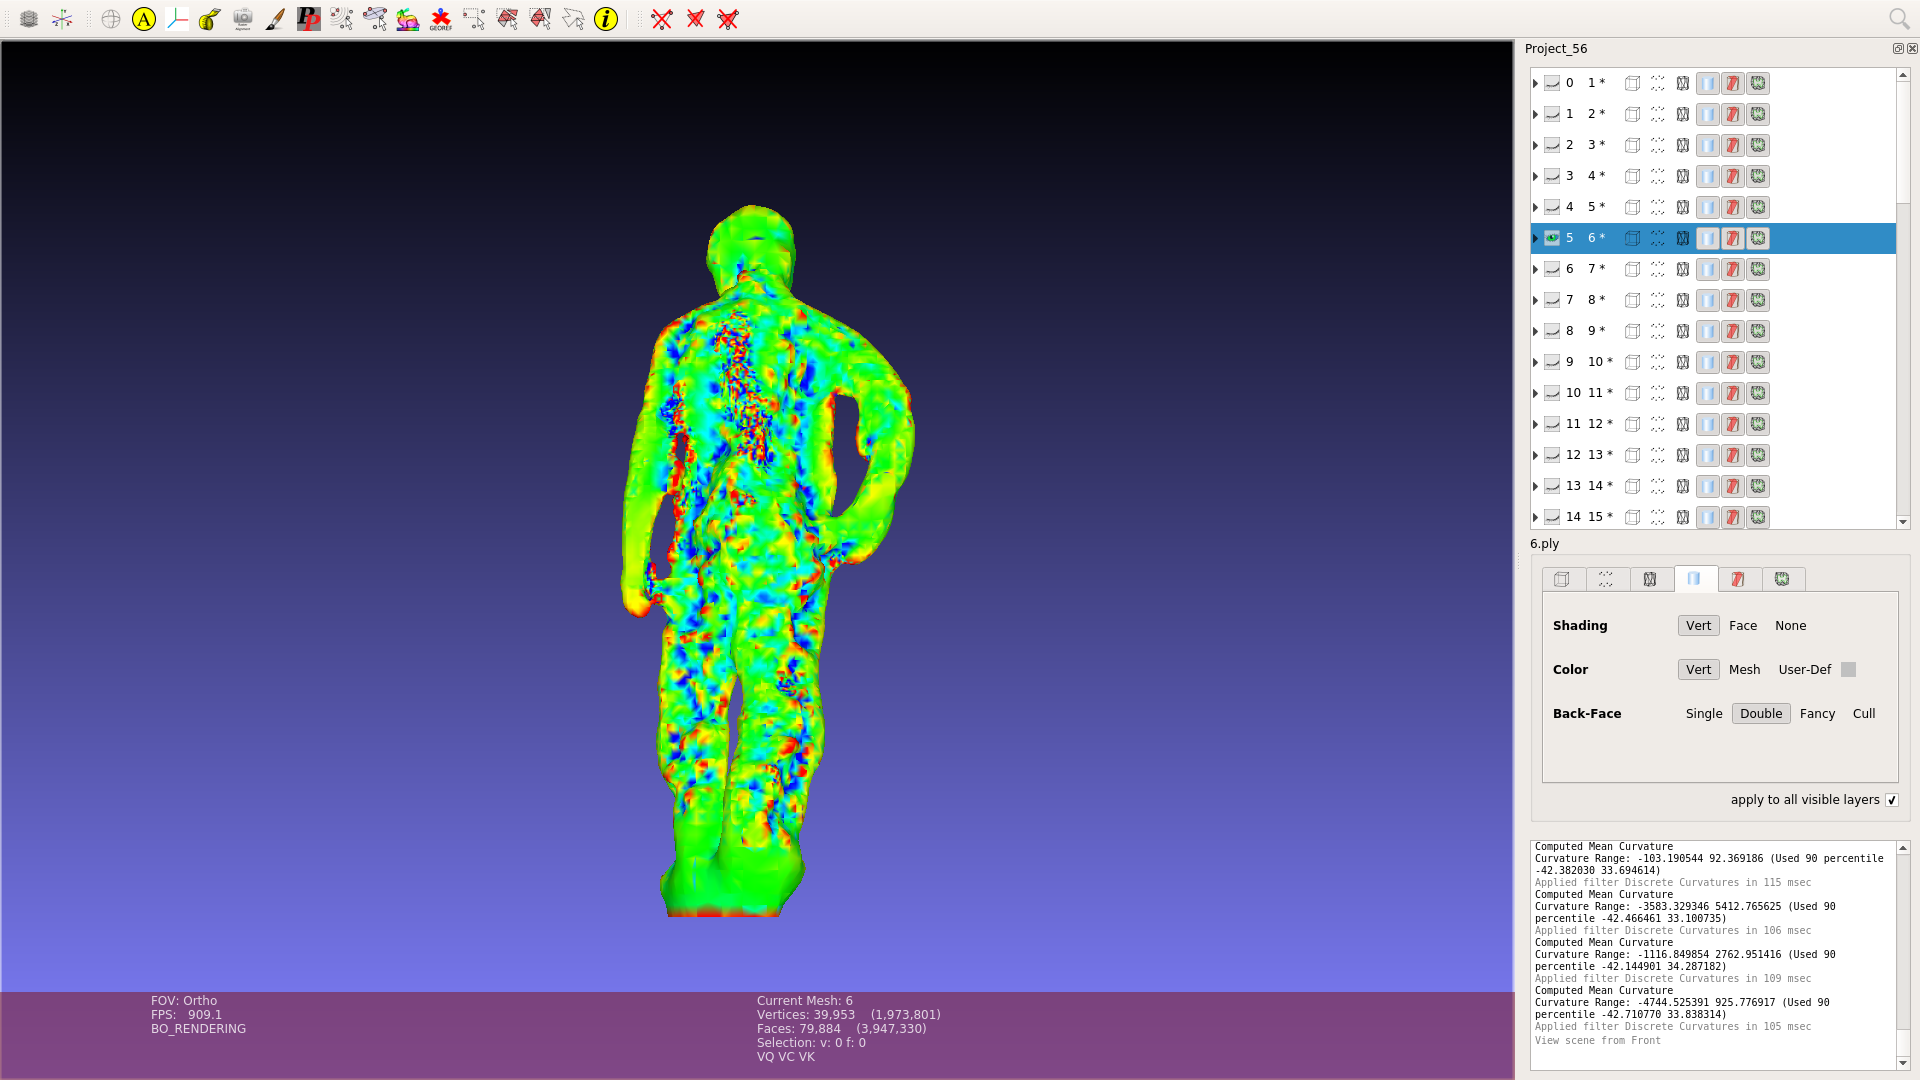 A
PP
GEOREF
i
Project_56
0 1 *
1 2 *
2 3 *
3 4 *
4 5 *
5 6 *
6 7 *
7 8 *
8 9 *
9 10 *
10 11 *
11 12 *
12 13 *
13 14 *
14 15 *
6.ply
Shading Vert Face None
Color Vert Mesh User-Def
Back-Face Single Double Fancy Cull
apply to all visible layers
Computed Mean Curvature
Curvature Range: -103.190544 92.369186 (Used 90 percentile
-42.382030 33.694614)
Applied filter Discrete Curvatures in 115 msec
Computed Mean Curvature
Curvature Range: -3583.329346 5412.765625 (Used 90
percentile -42.466461 33.100735)
Applied filter Discrete Curvatures in 106 msec
Computed Mean Curvature
Curvature Range: -1116.849854 2762.951416 (Used 90
percentile -42.144901 34.287182)
Applied filter Discrete Curvatures in 109 msec
Computed Mean Curvature
Curvature Range: -4744.525391 925.776917 (Used 90
percentile -42.710770 33.838314)
Applied filter Discrete Curvatures in 105 msec
View scene from Front
FOV: Ortho
FPS: 909.1
BO_RENDERING
Current Mesh: 6
Vertices: 39,953 (1,973,801)
Faces: 79,884 (3,947,330)
Selection: v: 0 f: 0
VQ VC VK